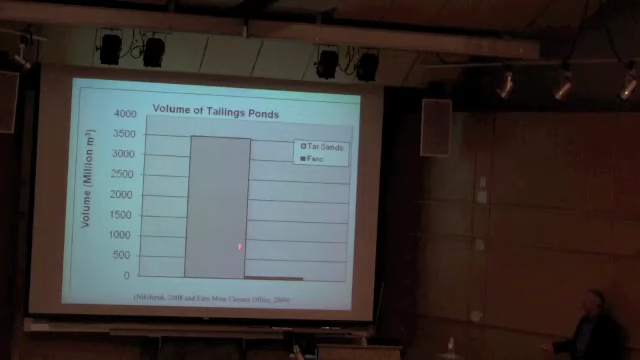 Volume of Tailings Ponds
4000
3500
3000
2500
2000
1500
1000
500
0
Volume (Million m³)
Tar Sands
Faro
(Nikiforuk, 2008 and Faro Mine Closure Office, 2009)